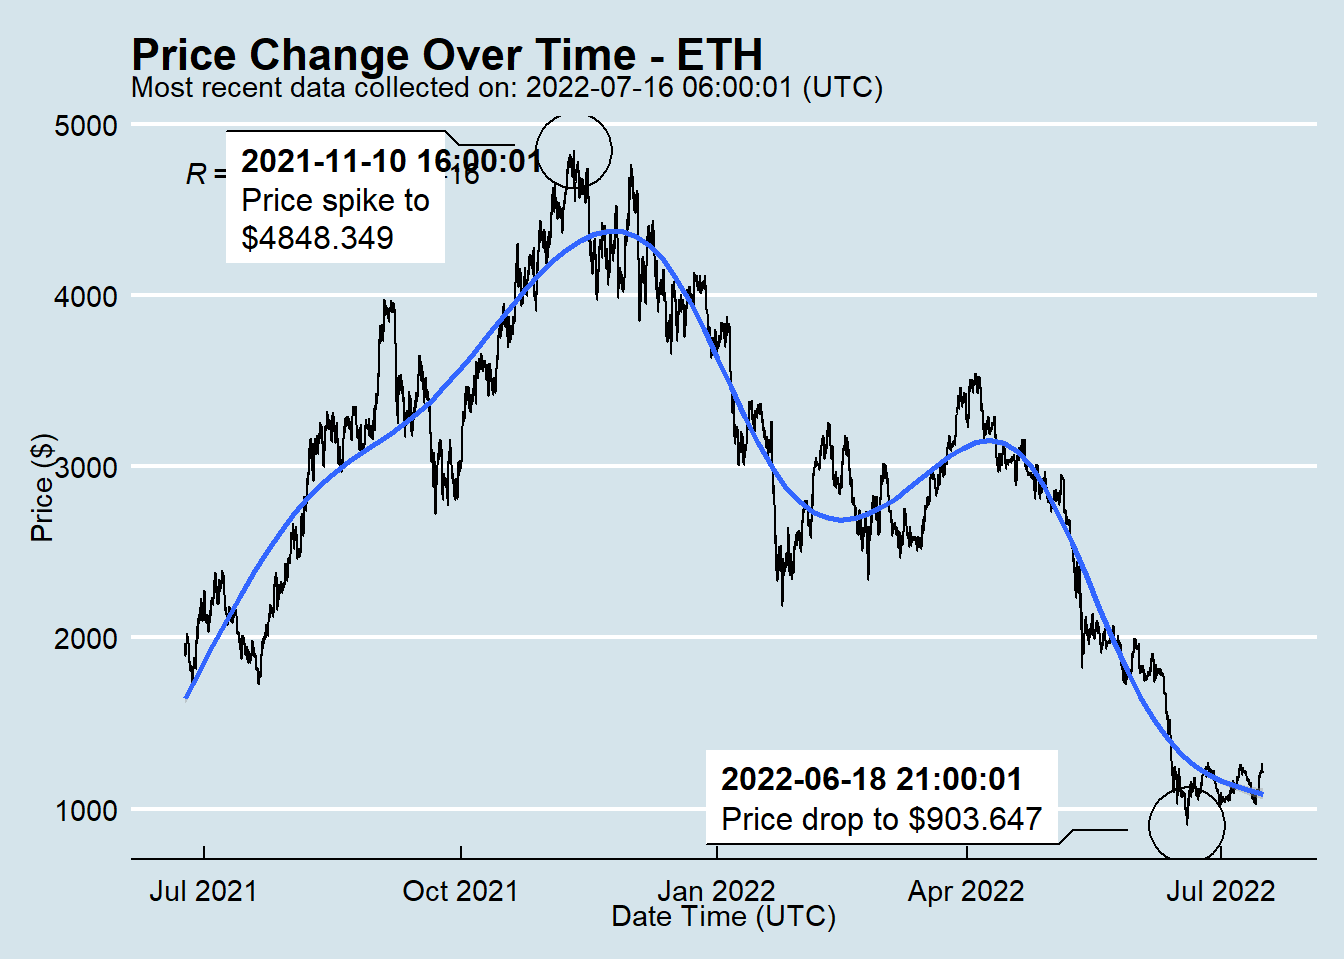 Price Change Over Time - ETH
Most recent data collected on: 2022-07-16 06:00:01 (UTC)
5000
2021-11-10 16:00:01
R = 16
Price spike to
$4848.349
4000
3000
Price ($)
2000
2022-06-18 21:00:01
1000
Price drop to $903.647
Jul 2021
Oct 2021
Jan 2022
Apr 2022
Jul 2022
Date Time (UTC)